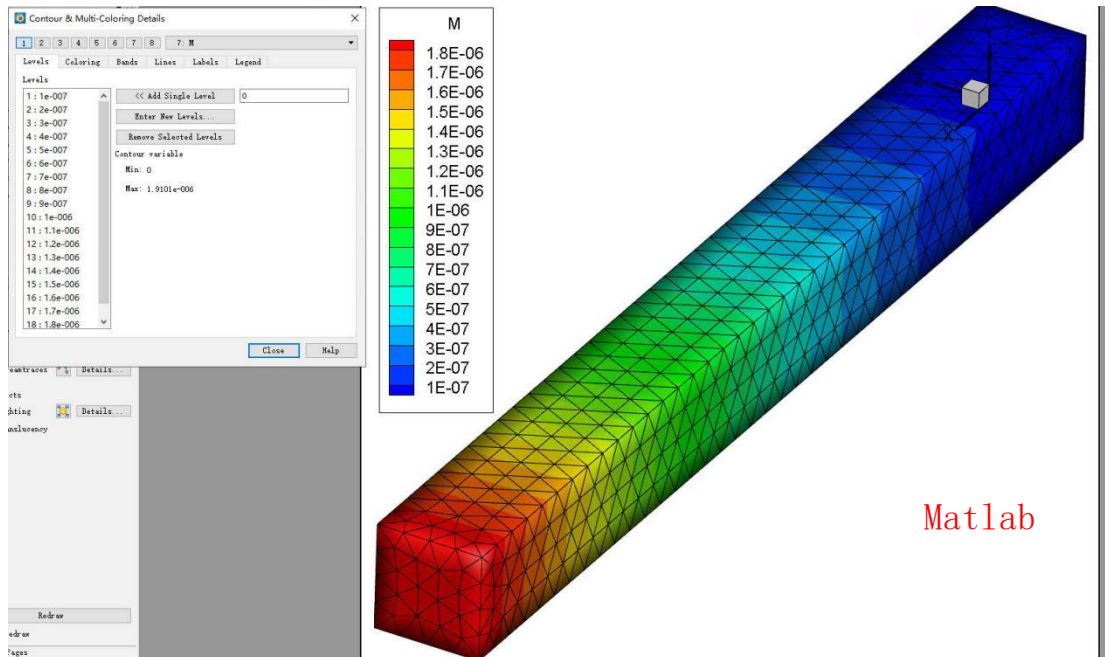 Contour & Multi-Coloring Details
1 2 3 4 5 6 7 8 7: M
Levels Coloring Bands Lines Labels Legend
Levels
1 : 1e-007
2 : 2e-007
3 : 3e-007
4 : 4e-007
5 : 5e-007
6 : 6e-007
7 : 7e-007
8 : 8e-007
9 : 9e-007
10 : 1e-006
11 : 1.1e-006
12 : 1.2e-006
13 : 1.3e-006
14 : 1.4e-006
15 : 1.5e-006
16 : 1.6e-006
17 : 1.7e-006
18 : 1.8e-006
<< Add Single Level 0
Enter New Levels...
Remove Selected Levels
Contour variable
Min: 0
Max: 1.9101e-006
Close Help
reamtraces Details...
cts
hting Details...
anslucency
Redraw
edraw
Pages
M
1.8E-06
1.7E-06
1.6E-06
1.5E-06
1.4E-06
1.3E-06
1.2E-06
1.1E-06
1E-06
9E-07
8E-07
7E-07
6E-07
5E-07
4E-07
3E-07
2E-07
1E-07
Matlab